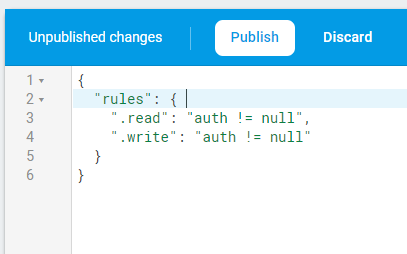 Unpublished changes Publish Discard
1 {
2 "rules": {
3 ".read": "auth != null",
4 ".write": "auth != null"
5 }
6 }